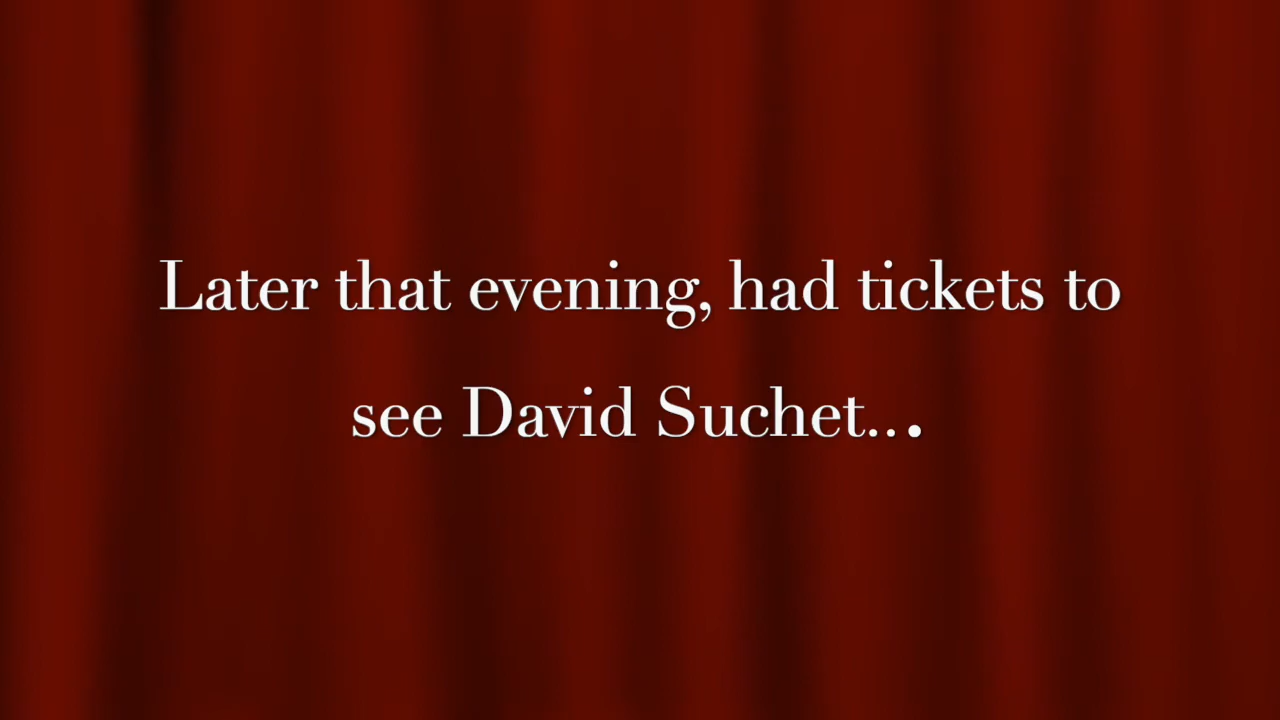 Later that evening, had tickets to
see David Suchet...